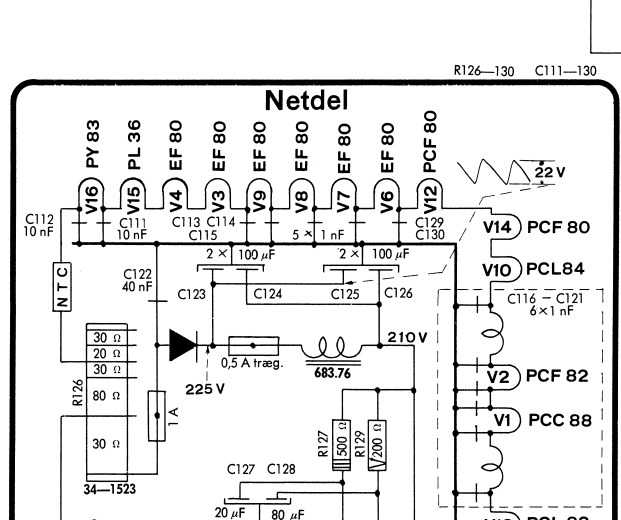 R126—130 C111—130
Netdel
PY 83
PL 36
EF 80
EF 80
EF 80
EF 80
EF 80
EF 80
PCF 80
V16
V15
V4
V3
V9
V8
V7
V6
V12
22 V
C112
10 nF
C111
10 nF
C113 C114
C115
5 × 1 nF
C129
C130
V14 PCF 80
V10 PCL84
2 × 100 µF
2 × 100 µF
NTC
C122
40 nF
C123
C124
C125
C126
C116 – C121
6×1 nF
30 Ω
20 Ω
30 Ω
80 Ω
30 Ω
R126
34—1523
1 A
225 V
0,5 A træg.
683.76
210 V
V2 PCF 82
V1 PCC 88
R127
500 Ω
R129
200 Ω
C127 C128
20 µF
80 µF